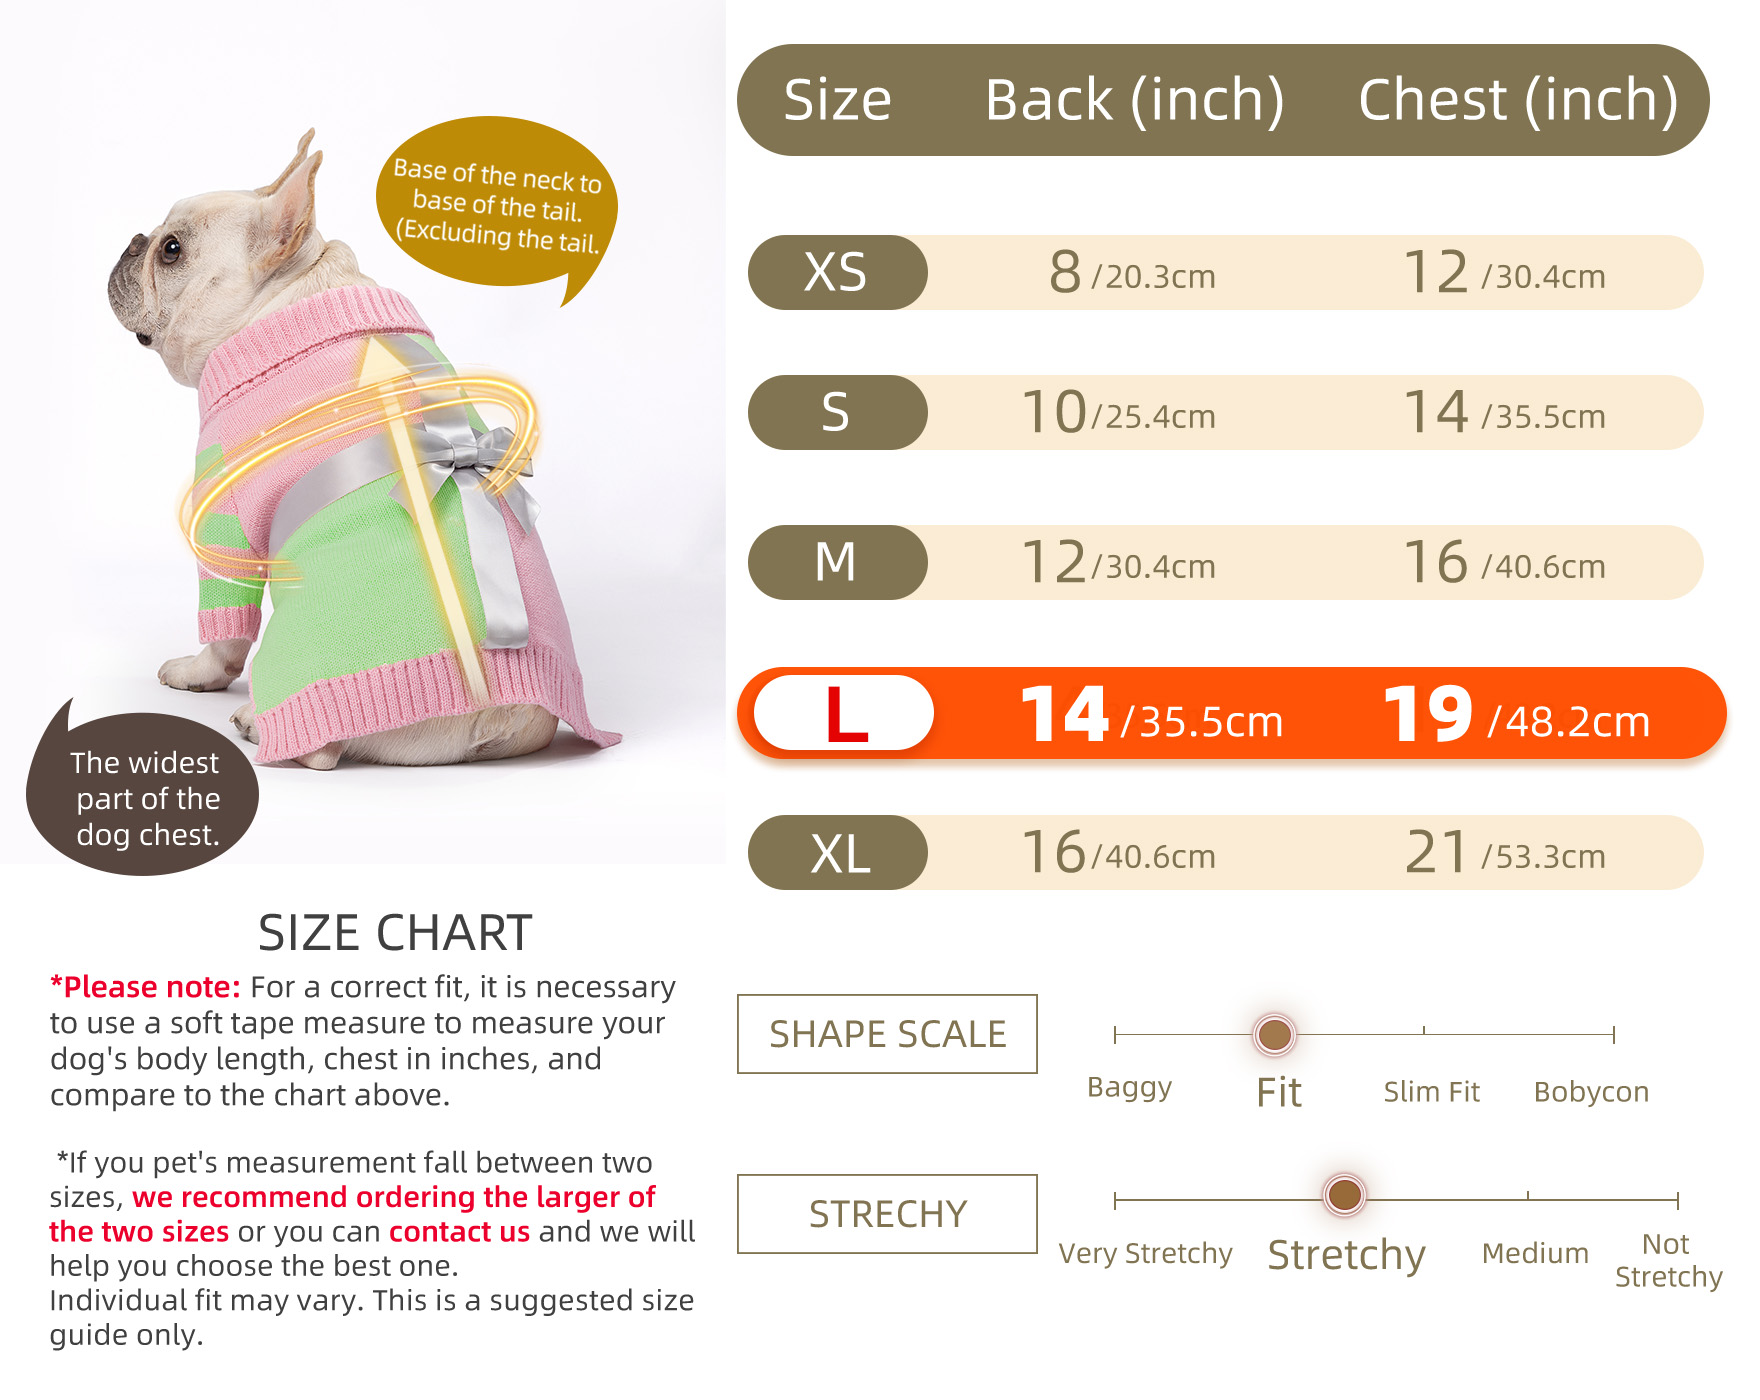 Base of the neck to
base of the tail.
(Excluding the tail.
The widest
part of the
dog chest.
Size Back (inch) Chest (inch)
XS 8 /20.3cm 12 /30.4cm
S 10/25.4cm 14 /35.5cm
M 12/30.4cm 16 /40.6cm
L 14 /35.5cm 19 /48.2cm
XL 16/40.6cm 21 /53.3cm
SIZE CHART
*Please note: For a correct fit, it is necessary
to use a soft tape measure to measure your
dog's body length, chest in inches, and
compare to the chart above.
*If you pet's measurement fall between two
sizes, we recommend ordering the larger of
the two sizes or you can contact us and we will
help you choose the best one.
Individual fit may vary. This is a suggested size
guide only.
SHAPE SCALE
Baggy Fit Slim Fit Bobycon
STRECHY
Very Stretchy Stretchy Medium Not
Stretchy